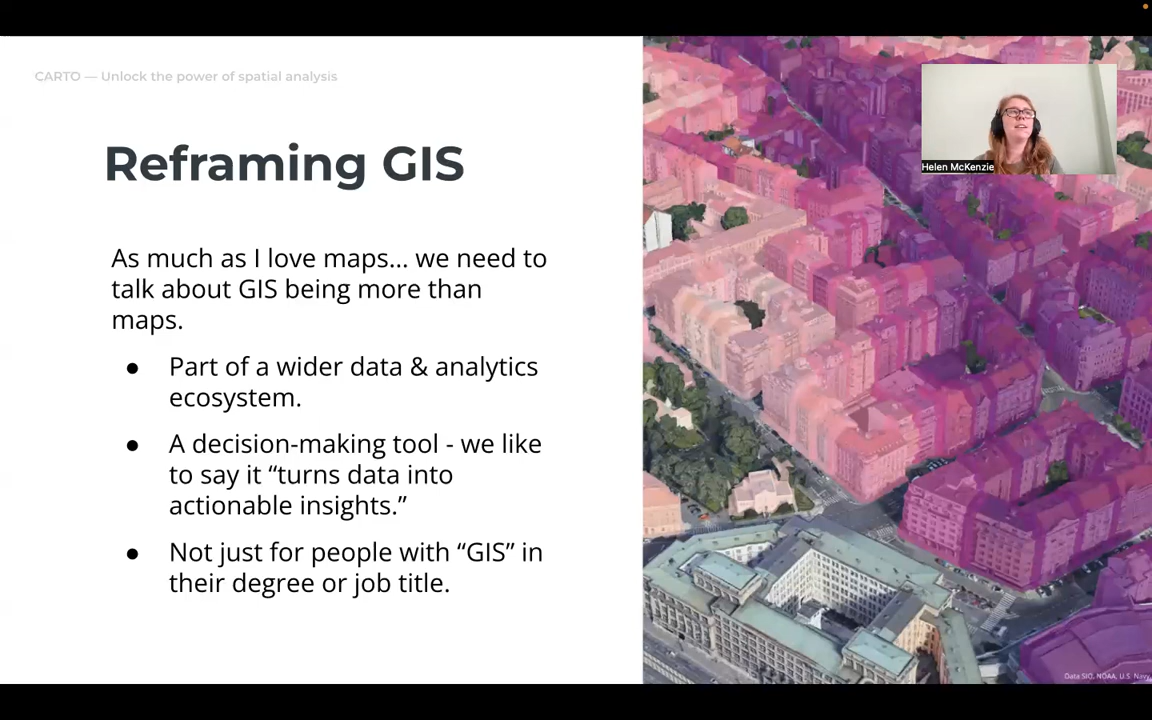 CARTO — Unlock the power of spatial analysis
Reframing GIS
As much as I love maps... we need to
talk about GIS being more than
maps.
● Part of a wider data & analytics
ecosystem.
● A decision-making tool - we like
to say it “turns data into
actionable insights.”
● Not just for people with “GIS” in
their degree or job title.
Helen McKenzie
Data SIO, NOAA, U.S. Navy,